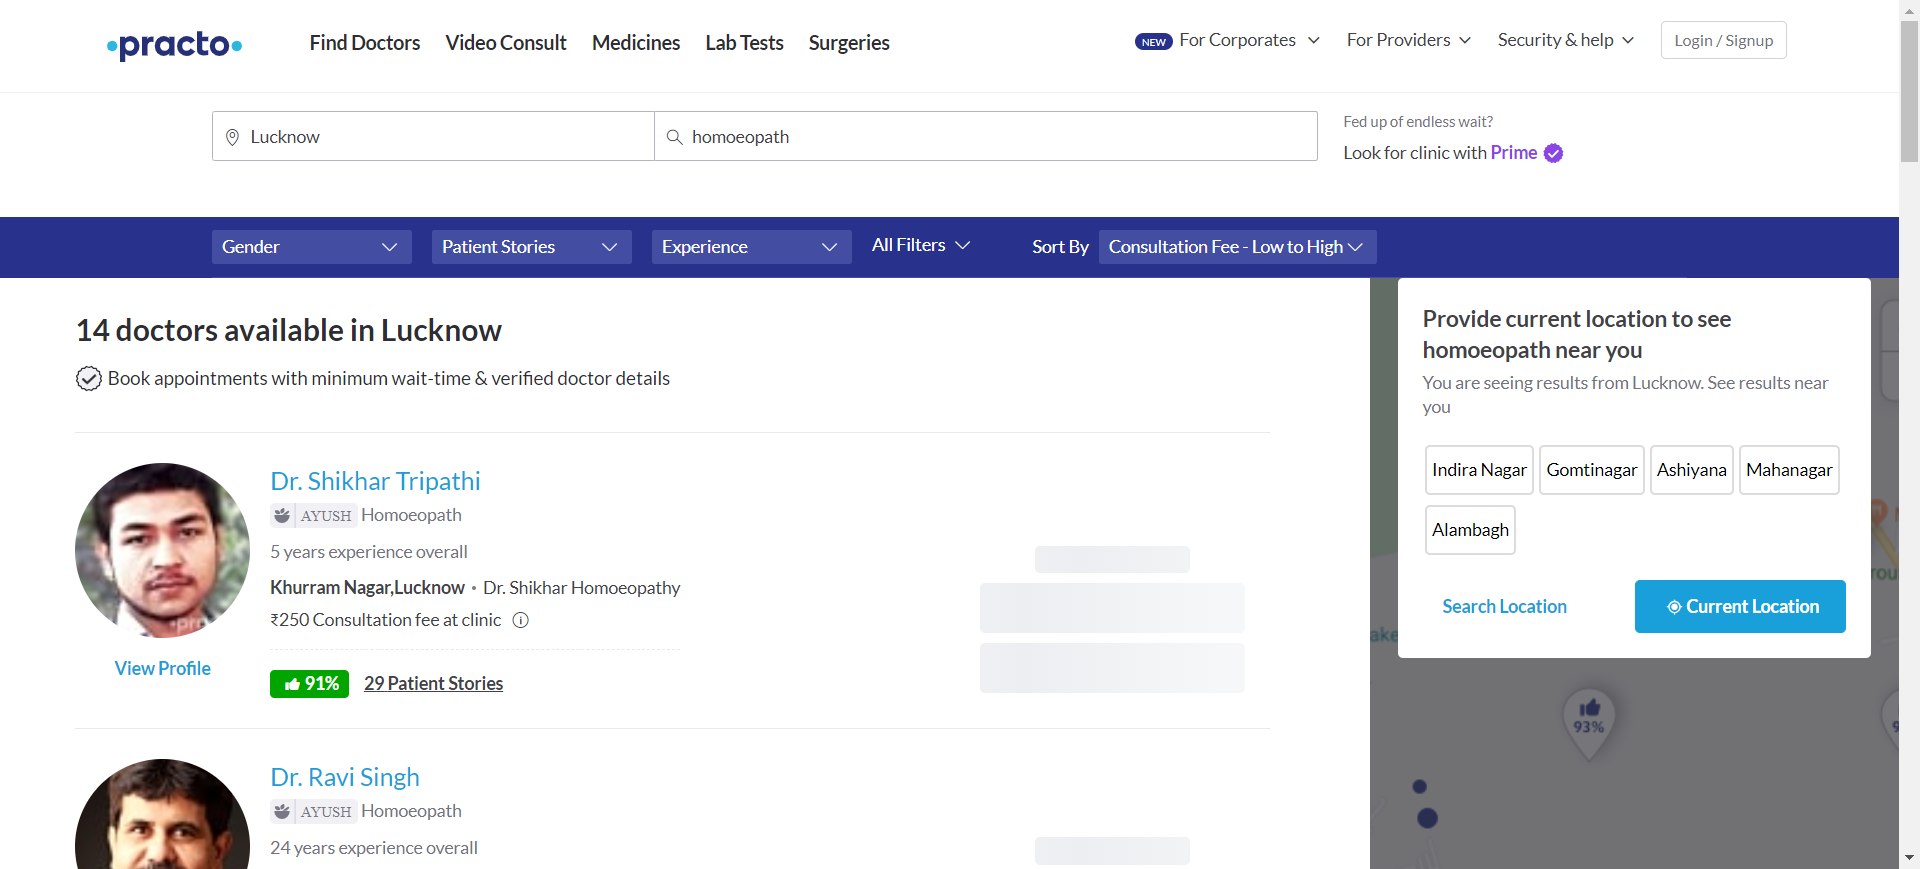 practo
Find Doctors
Video Consult
Medicines
Lab Tests
Surgeries
NEW For Corporates
For Providers
Security & help
Login / Signup
Lucknow
homoeopath
Fed up of endless wait?
Look for clinic with Prime
Gender
Patient Stories
Experience
All Filters
Sort By
Consultation Fee - Low to High
14 doctors available in Lucknow
Book appointments with minimum wait-time & verified doctor details
Dr. Shikhar Tripathi
AYUSH Homoeopath
5 years experience overall
Khurram Nagar,Lucknow • Dr. Shikhar Homoeopathy
₹250 Consultation fee at clinic
View Profile
91% 29 Patient Stories
Dr. Ravi Singh
AYUSH Homoeopath
24 years experience overall
Provide current location to see
homoeopath near you
You are seeing results from Lucknow. See results near
you
Indira Nagar
Gomtinagar
Ashiyana
Mahanagar
Alambagh
Search Location
Current Location
93%